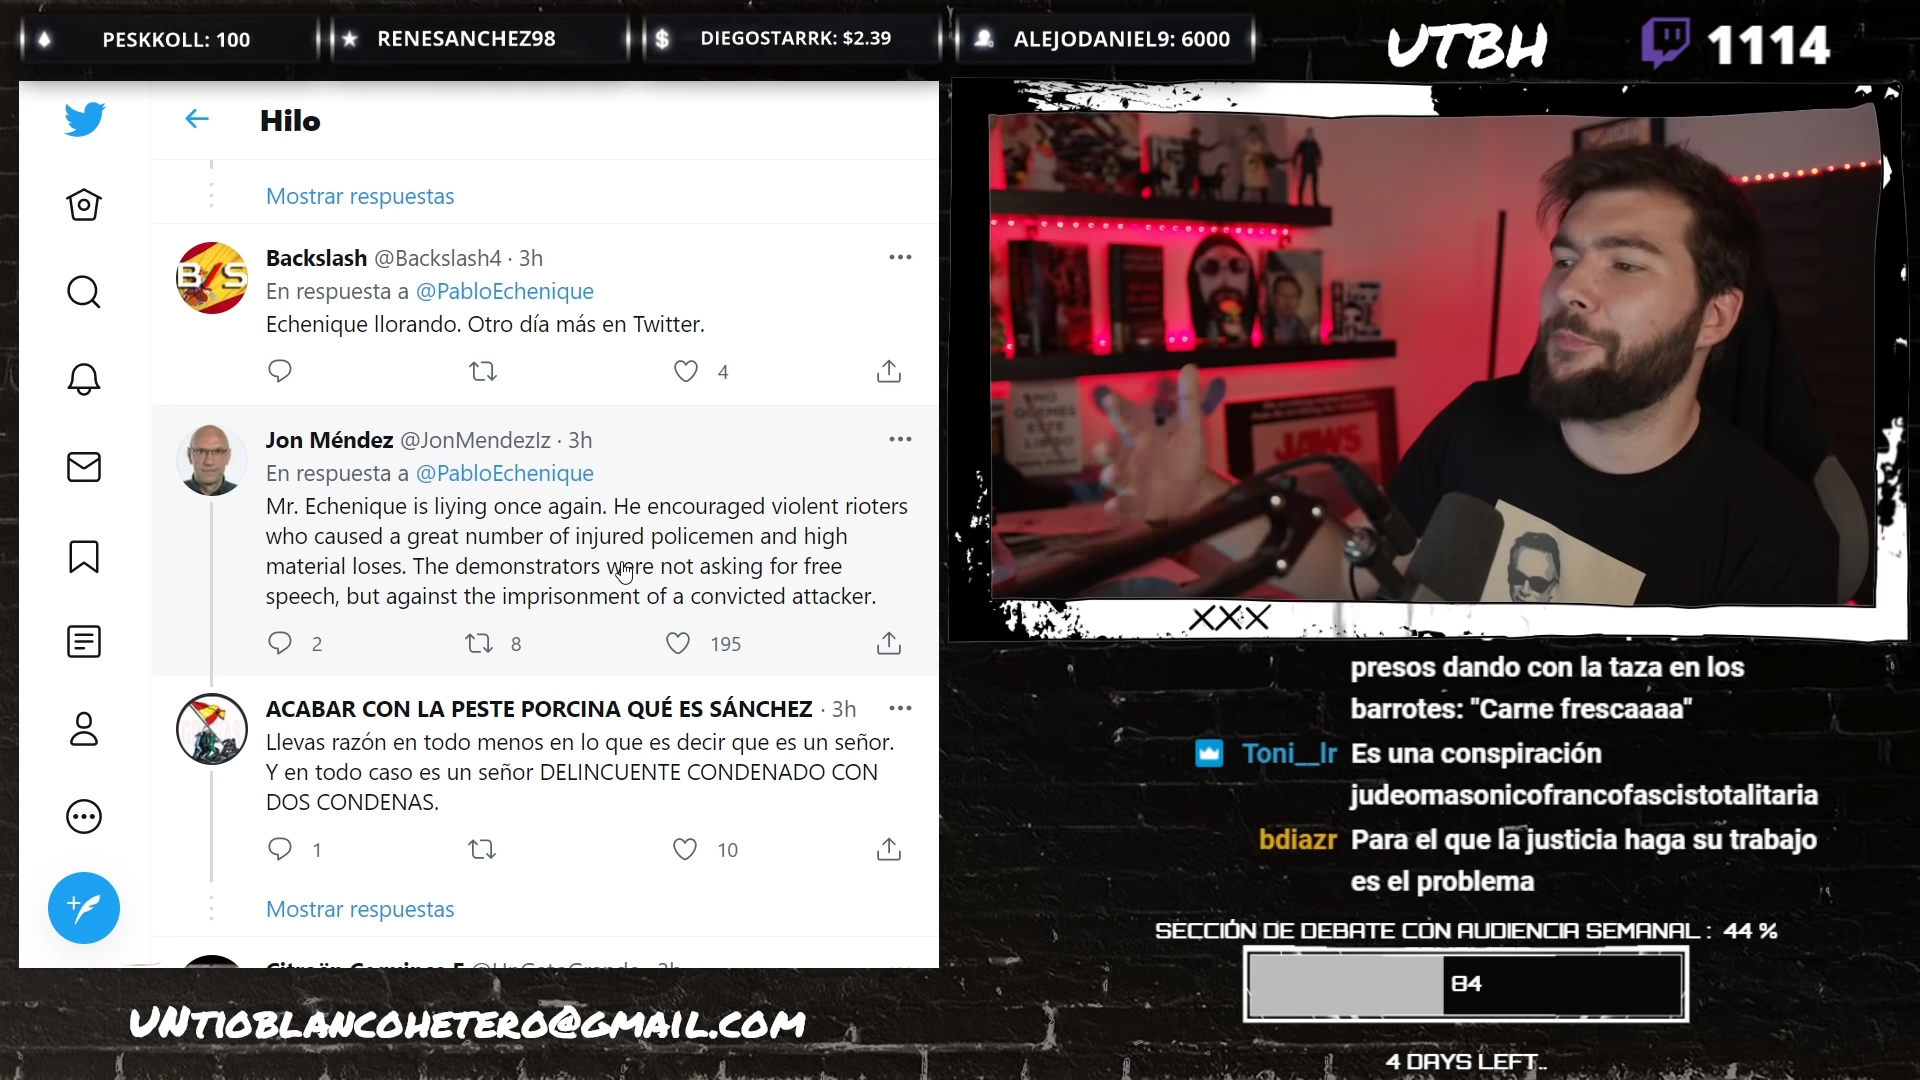 PESKKOLL: 100
RENESANCHEZ98
DIEGOSTARRK: $2.39
ALEJODANIEL9: 6000
UTBH
1114
Hilo
Mostrar respuestas
B/S
Backslash @Backslash4 · 3h
En respuesta a @PabloEchenique
Echenique llorando. Otro día más en Twitter.
4
Jon Méndez @JonMendezIz · 3h
En respuesta a @PabloEchenique
Mr. Echenique is liying once again. He encouraged violent rioters
who caused a great number of injured policemen and high
material loses. The demonstrators were not asking for free
speech, but against the imprisonment of a convicted attacker.
2 8 195
ACABAR CON LA PESTE PORCINA QUÉ ES SÁNCHEZ · 3h
Llevas razón en todo menos en lo que es decir que es un señor.
Y en todo caso es un señor DELINCUENTE CONDENADO CON
DOS CONDENAS.
1 10
Mostrar respuestas
UNTIOBLANCOHETERO@GMAIL.COM
NO
QUEMES
ESTE
LIBRO
JAWS
XXX
presos dando con la taza en los
barrotes: "Carne frescaaaa"
Toni__lr Es una conspiración
judeomasonicofrancofascistotalitaria
bdiazr Para el que la justicia haga su trabajo
es el problema
SECCIÓN DE DEBATE CON AUDIENCIA SEMANAL : 44 %
84
4 DAYS LEFT..